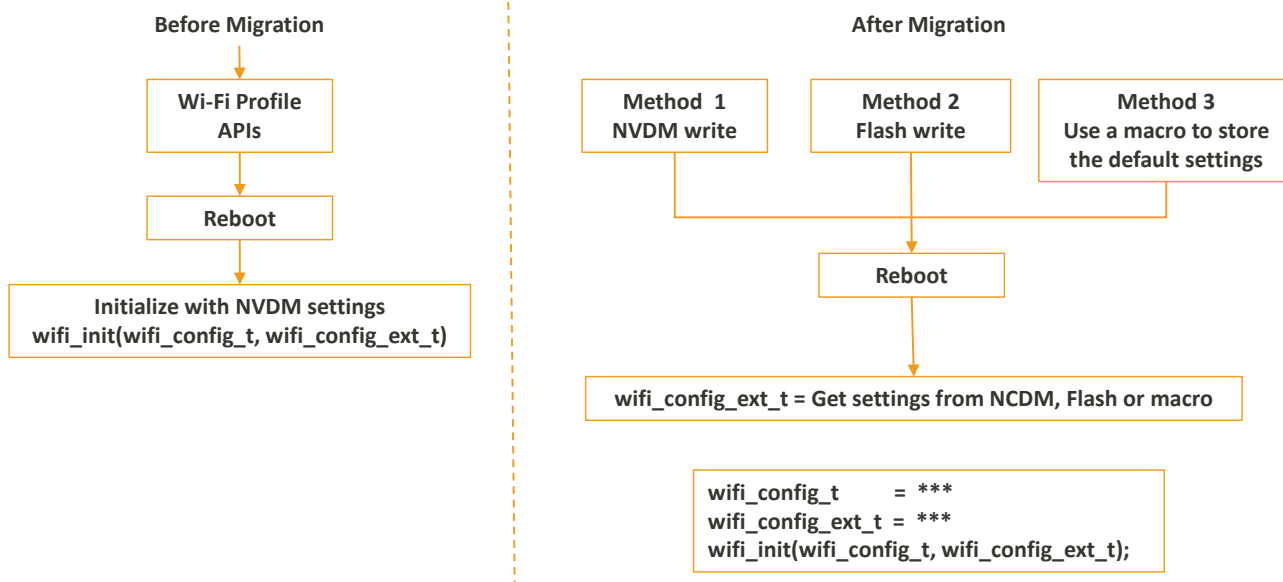 Before Migration
Wi-Fi Profile
APIs
Reboot
Initialize with NVDM settings
wifi_init(wifi_config_t, wifi_config_ext_t)
After Migration
Method 1
NVDM write
Method 2
Flash write
Method 3
Use a macro to store
the default settings
Reboot
wifi_config_ext_t = Get settings from NCDM, Flash or macro
wifi_config_t = ***
wifi_config_ext_t = ***
wifi_init(wifi_config_t, wifi_config_ext_t);